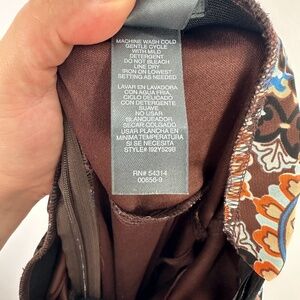 MACHINE WASH COLD
GENTLE CYCLE
WITH MILD
DETERGENT
DO NOT BLEACH
LINE DRY
IRON ON LOWEST
SETTING AS NEEDED
LAVAR EN LAVADORA
CON AGUA FRIA,
CICLO DELICADO
CON DETERGENTE
SUAVE
NO USAR
BLANQUEADOR
SECAR COLGADO
USAR PLANCHA EN
MINIMA TEMPERATURA
SI SE NECESITA
STYLE# 192Y529B
RN# 54314
00656-9